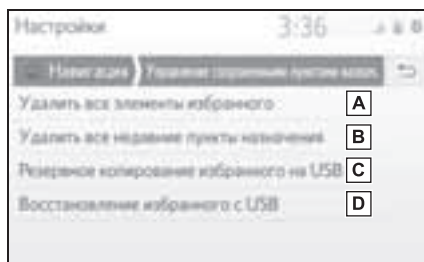 Настройки 3:36
Навигация
Удалить все элементы избранного A
Удалить все недавние пункты назначения B
Резервное копирование избранного на USB C
Восстановление избранного с USB D